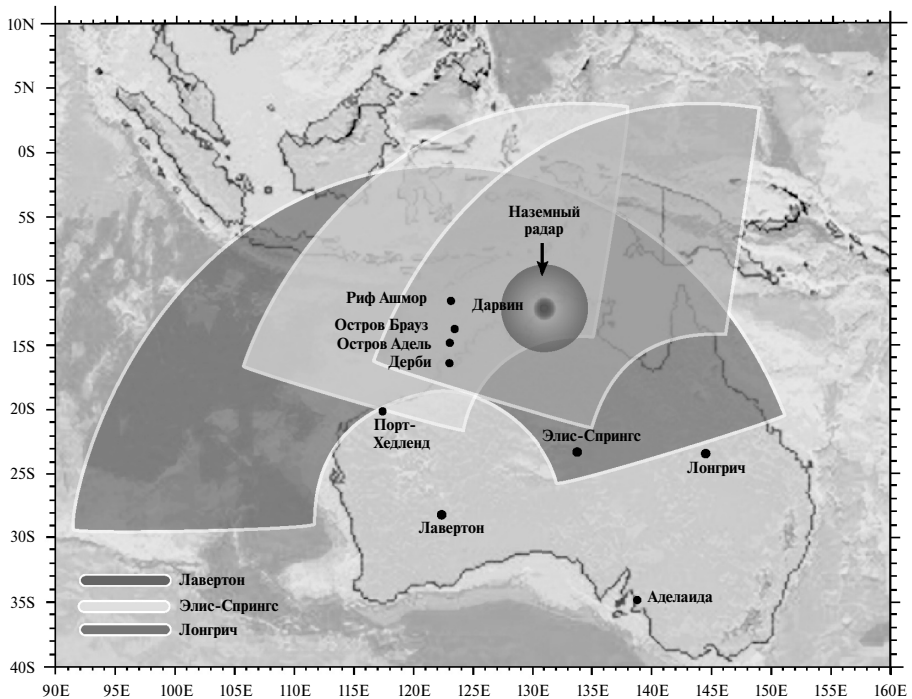 10N
5N
0S
5S
10S
15S
20S
25S
30S
35S
40S
Наземный
радар
Риф Ашмор
Дарвин
Остров Брауз
Остров Адель
Дерби
Порт-
Хедленд
Элис-Спрингс
Лонгрич
Лавертон
Аделаида
Лавертон
Элис-Спрингс
Лонгрич
90E 95E 100E 105E 110E 115E 120E 125E 130E 135E 140E 145E 150E 155E 160E